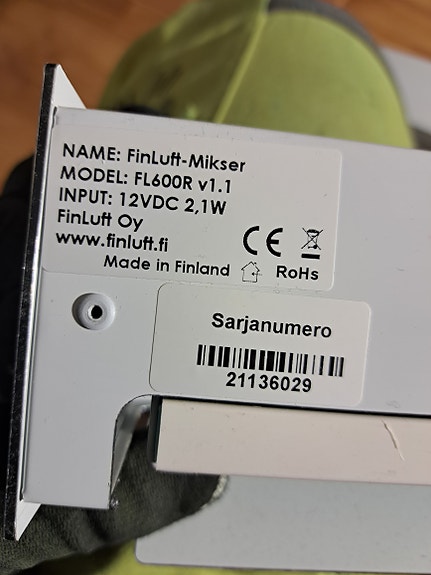 NAME: FinLuft-Mikser
MODEL: FL600R v1.1
INPUT: 12VDC 2,1W
FinLuft Oy
www.finluft.fi
CE
Made in Finland RoHs
Sarjanumero
21136029